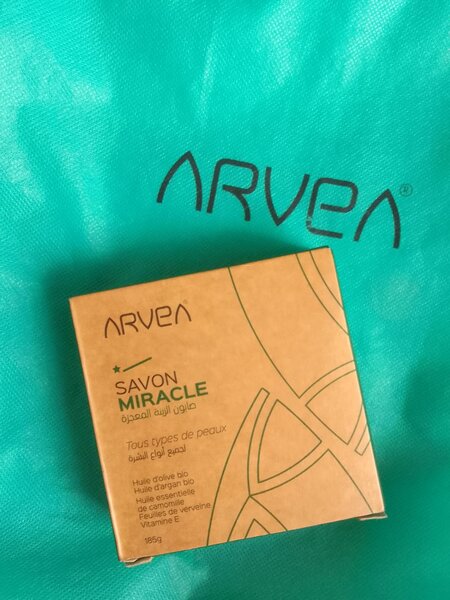 ARVEA®
ARVEA
SAVON
MIRACLE
صابون الزيبة المعجزة
Tous types de peaux
لجميع أنواع البشرة
Huile d'olive bio
Huile d'argan bio
Huile essentielle
de camomille
Feuilles de verveine
Vitamine E
185g